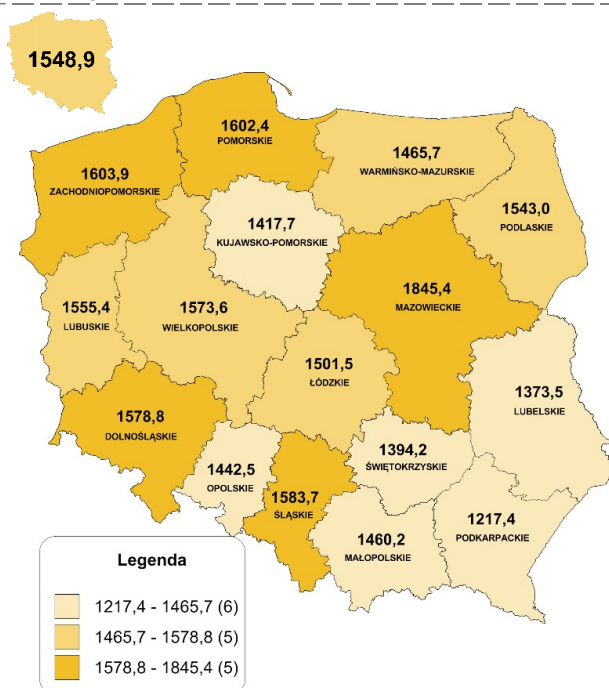 1548,9
1602,4
POMORSKIE
1603,9
ZACHODNIOPOMORSKIE
1465,7
WARMIŃSKO-MAZURSKIE
1543,0
PODLASKIE
1417,7
KUJAWSKO-POMORSKIE
1845,4
MAZOWIECKIE
1555,4
LUBUSKIE
1573,6
WIELKOPOLSKIE
1501,5
ŁÓDZKIE
1373,5
LUBELSKIE
1578,8
DOLNOŚLĄSKIE
1442,5
OPOLSKIE
1583,7
ŚLĄSKIE
1394,2
ŚWIĘTOKRZYSKIE
1460,2
MAŁOPOLSKIE
1217,4
PODKARPACKIE
Legenda
1217,4 - 1465,7 (6)
1465,7 - 1578,8 (5)
1578,8 - 1845,4 (5)